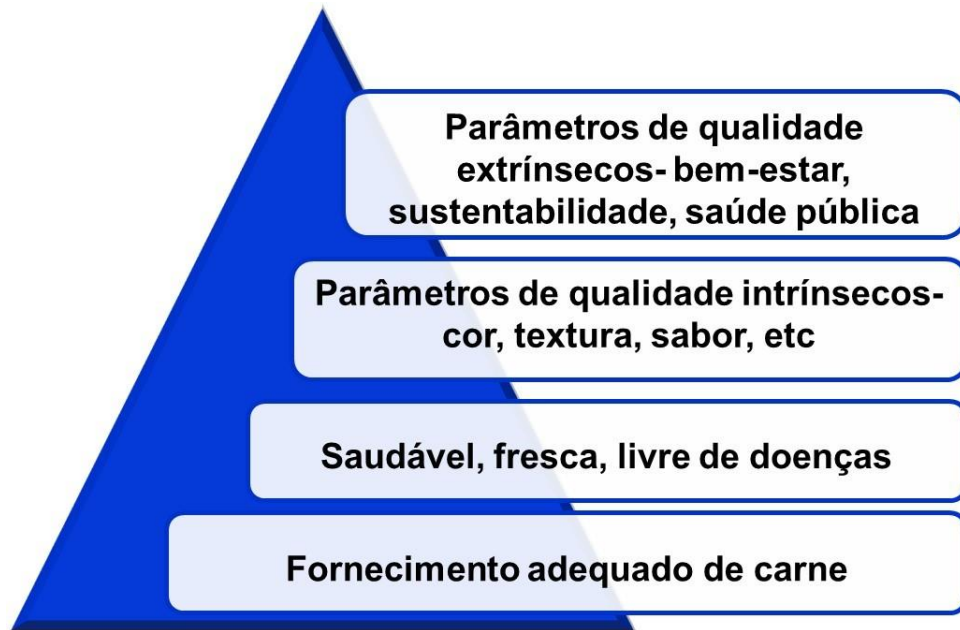 Parâmetros de qualidade
extrínsecos- bem-estar,
sustentabilidade, saúde pública
Parâmetros de qualidade intrínsecos-
cor, textura, sabor, etc
Saudável, fresca, livre de doenças
Fornecimento adequado de carne